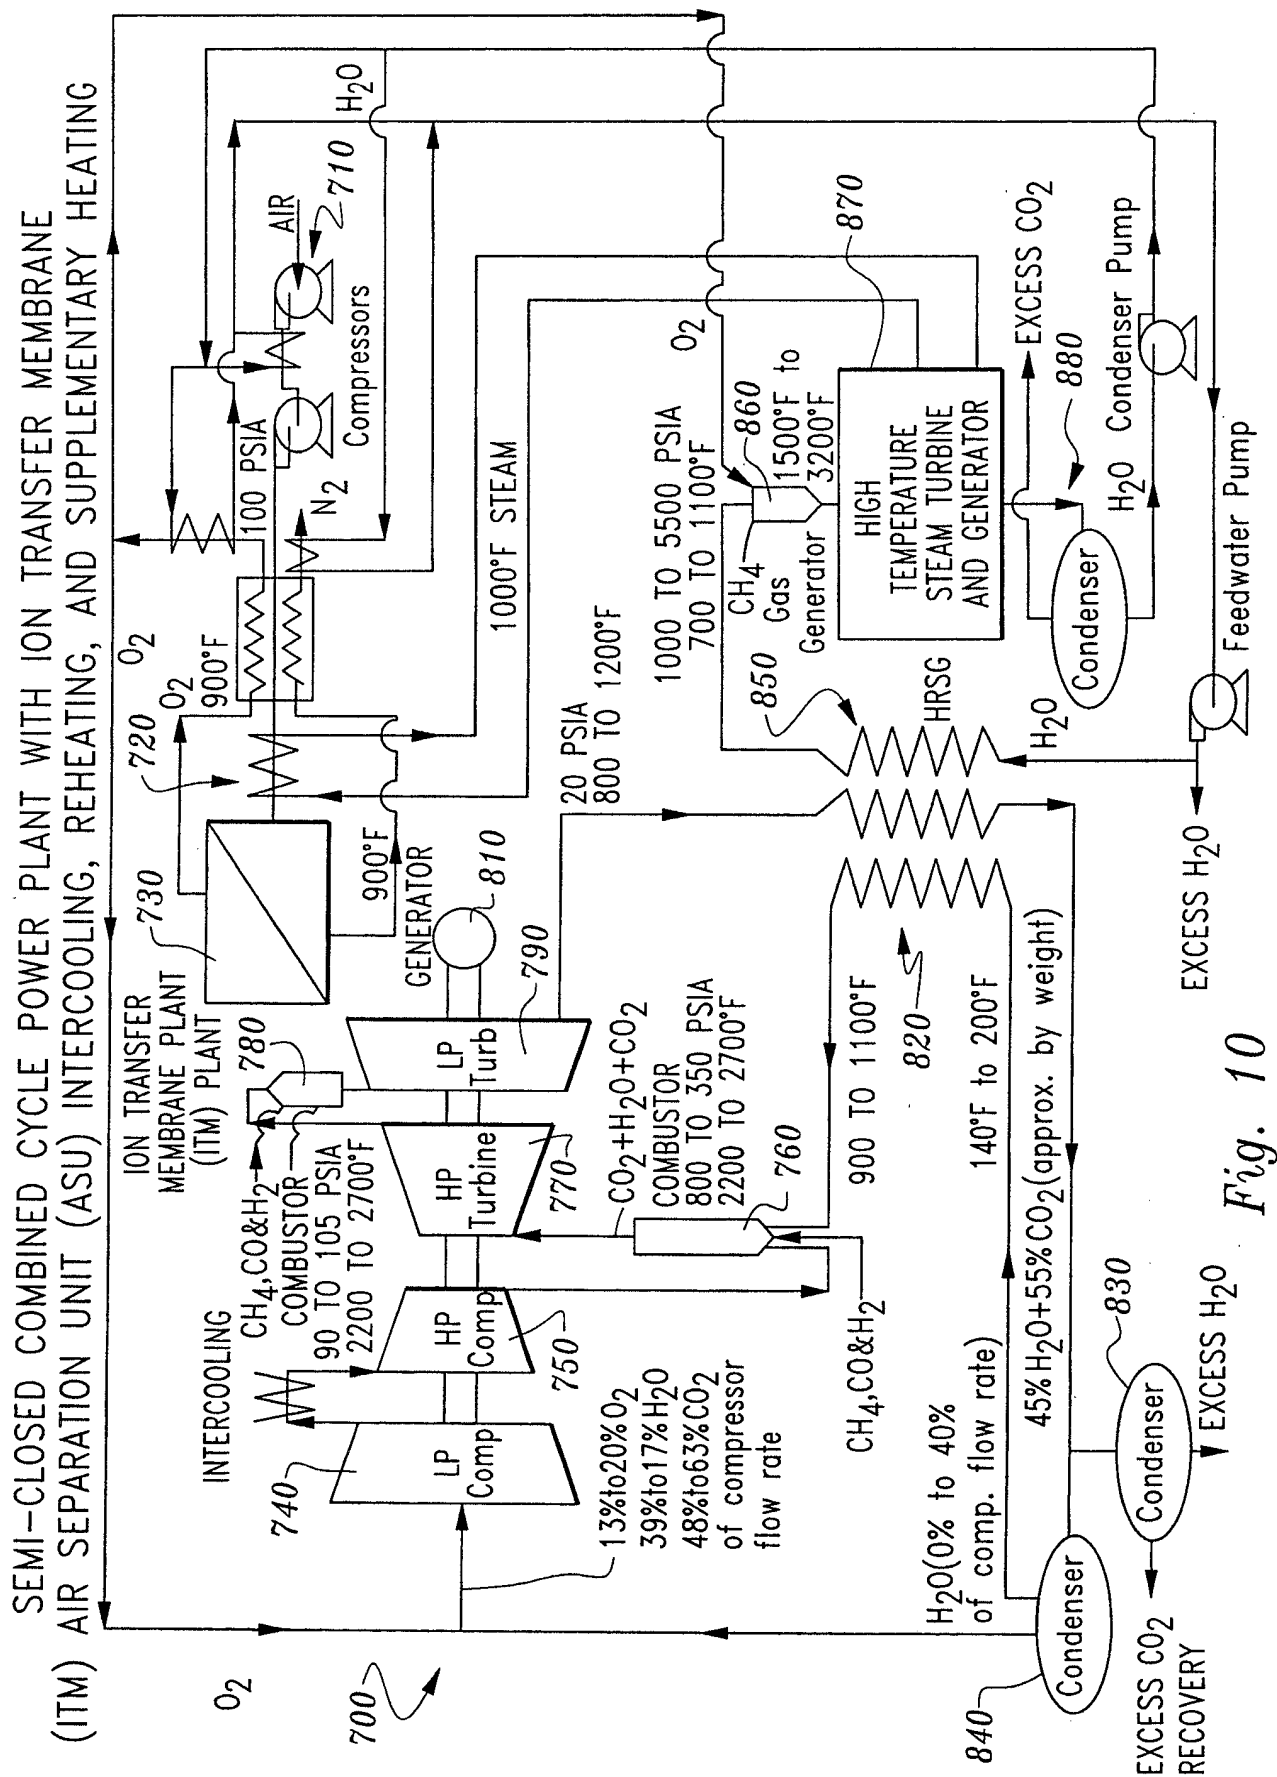 SEMI-CLOSED COMBINED CYCLE POWER PLANT WITH ION TRANSFER MEMBRANE
(ITM) AIR SEPARATION UNIT (ASU) INTERCOOLING, REHEATING, AND SUPPLEMENTARY HEATING
O2
700
740
LP
Comp
INTERCOOLING
HP
Comp
750
CH4,CO&H2
COMBUSTOR
90 TO 105 PSIA
2200 TO 2700°F
780
HP
Turbine
770
LP
Turb
790
GENERATOR
810
ION TRANSFER
MEMBRANE PLANT
(ITM) PLANT
730
720
900°F
O2
900°F
O2
100 PSIA
N2
Compressors
AIR
710
H2O
1000°F STEAM
13%to20%O2
39%to17%H2O
48%to63%CO2
of compressor
flow rate
CH4,CO&H2
CO2+H2O+CO2
COMBUSTOR
800 TO 350 PSIA
2200 TO 2700°F
760
20 PSIA
800 TO 1200°F
900 TO 1100°F
820
850
HRSG
H2O
1000 TO 5500 PSIA
700 TO 1100°F
O2
CH4
Gas
Generator
860
1500°F to
3200°F
HIGH
TEMPERATURE
STEAM TURBINE
AND GENERATOR
870
EXCESS CO2
880
Condenser
H2O
Condenser Pump
Feedwater Pump
EXCESS H2O
H2O(0% to 40%
of comp. flow rate)
140°F to 200°F
45%H2O+55%CO2(approx. by weight)
Condenser
840
Condenser
830
EXCESS CO2
RECOVERY
EXCESS H2O
Fig. 10